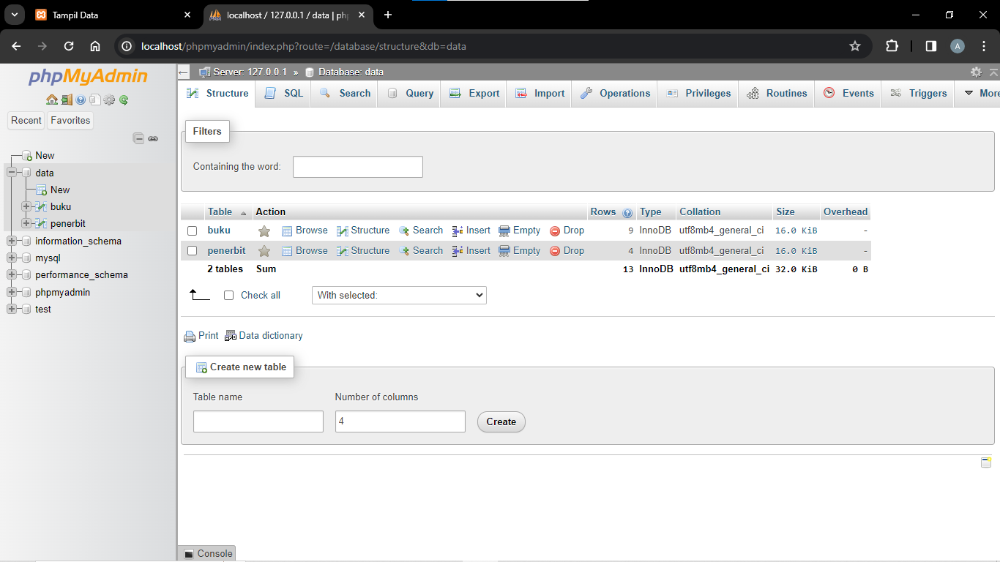 Tampil Data
localhost / 127.0.0.1 / data | ph
localhost/phpmyadmin/index.php?route=/database/structure&db=data
A
phpMyAdmin
Recent Favorites
New
data
New
buku
penerbit
information_schema
mysql
performance_schema
phpmyadmin
test
Server: 127.0.0.1 » Database: data
Structure SQL Search Query Export Import Operations Privileges Routines Events Triggers More
Filters
Containing the word:
Table Action Rows Type Collation Size Overhead
buku Browse Structure Search Insert Empty Drop 9 InnoDB utf8mb4_general_ci 16.0 KiB -
penerbit Browse Structure Search Insert Empty Drop 4 InnoDB utf8mb4_general_ci 16.0 KiB -
2 tables Sum 13 InnoDB utf8mb4_general_ci 32.0 KiB 0 B
Check all With selected:
Print Data dictionary
Create new table
Table name Number of columns
4 Create
Console